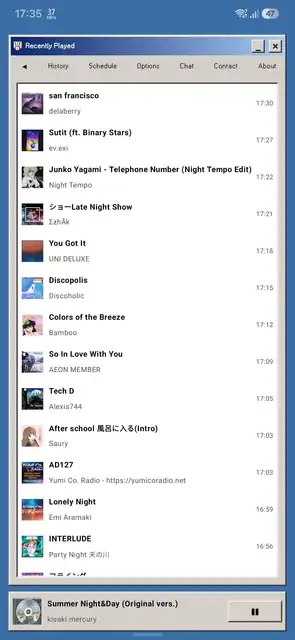 17:35 37 KB/s 47
Recently Played
◄ History Schedule Options Chat Contact About
san francisco
delaberry
17:30
Sutit (ft. Binary Stars)
ev.exi
17:27
Junko Yagami - Telephone Number (Night Tempo Edit)
Night Tempo
17:22
ショーLate Night Show
ΣzhÃk
17:21
You Got It
UNI DELUXE
17:18
Discopolis
Discoholic
17:15
Colors of the Breeze
Bamboo
17:12
So In Love With You
AEON MEMBER
17:09
Tech D
Alexis744
17:05
After school 風呂に入る(Intro)
Saury
17:03
AD127
Yumi Co. Radio - https://yumicoradio.net
17:03
Lonely Night
Emi Aramaki
16:59
INTERLUDE
Party Night 天の川
16:56
Summer Night&Day (Original vers.)
kissaki mercury